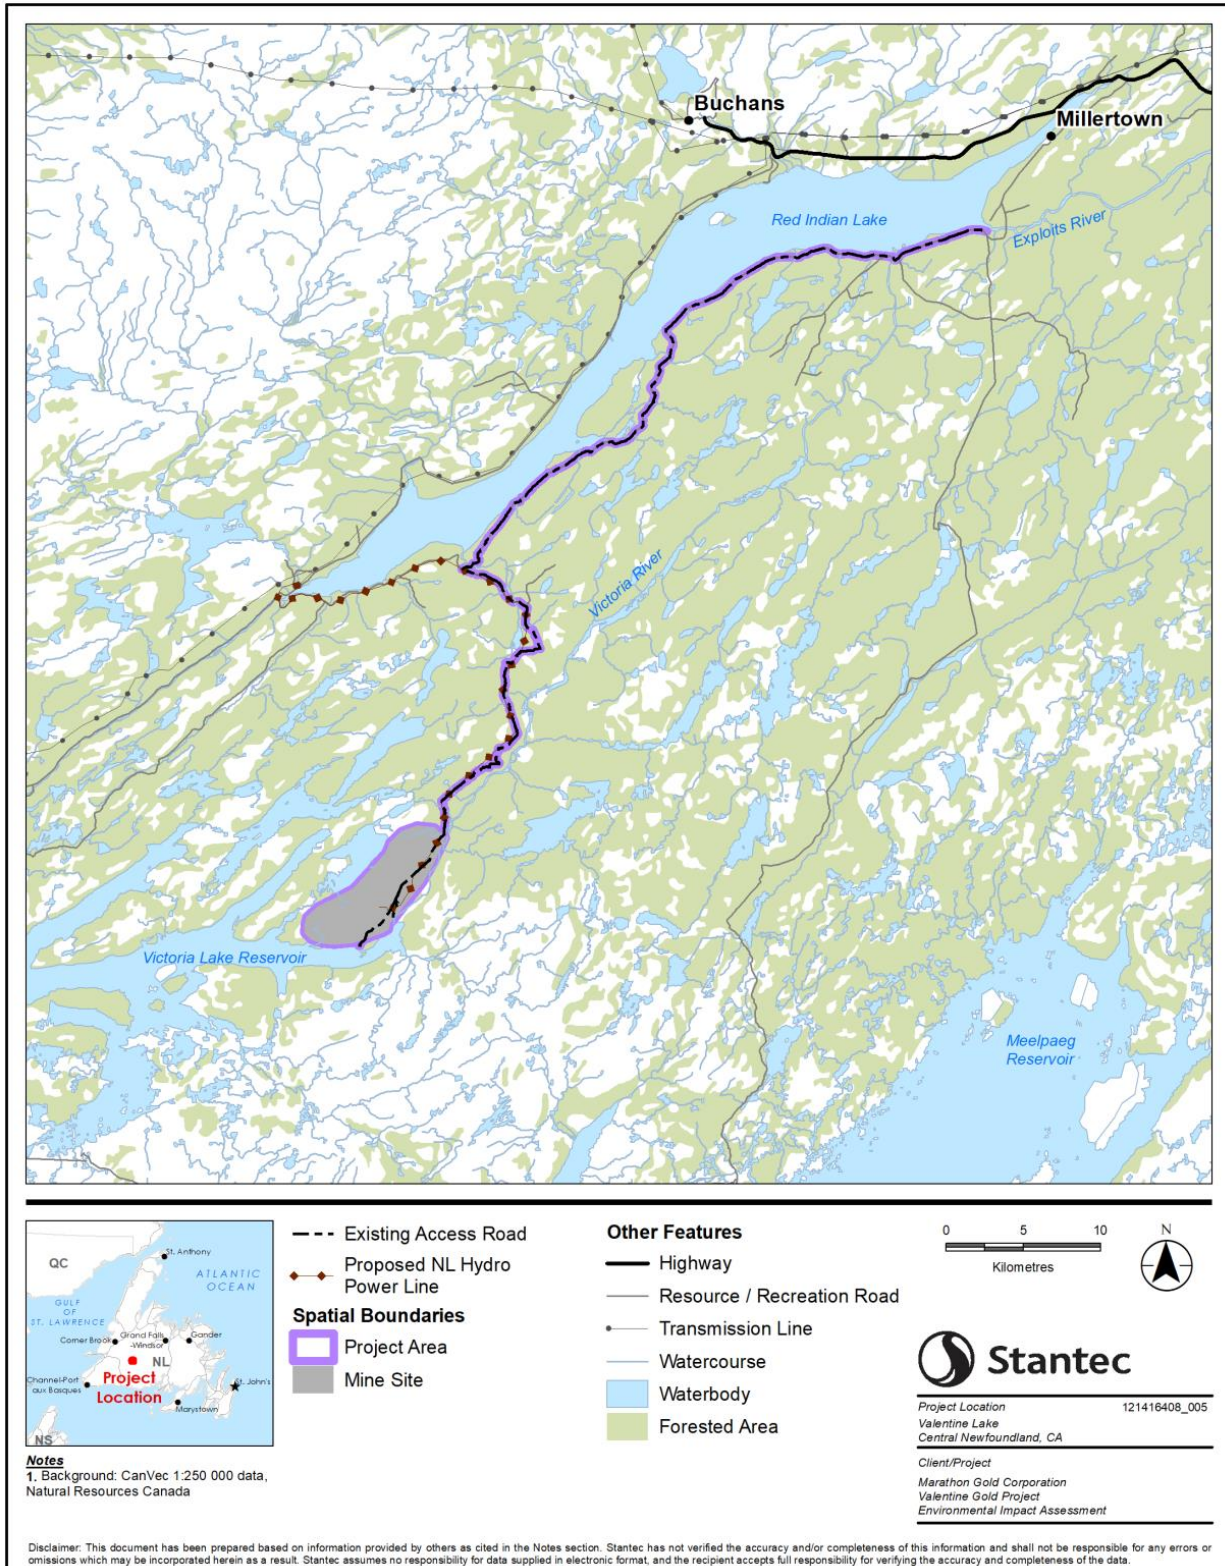 Buchans
Millertown
Red Indian Lake
Exploits River
Victoria River
Victoria Lake Reservoir
Meelpaeg
Reservoir
QC
St. Anthony
ATLANTIC
OCEAN
GULF
OF
ST. LAWRENCE
Corner Brook
Grand Falls
-Windsor
Gander
NL
Project
Location
Channel-Port
aux Basques
St. John's
Marystown
NS
Notes
1. Background: CanVec 1:250 000 data,
Natural Resources Canada
Existing Access Road
Proposed NL Hydro
Power Line
Spatial Boundaries
Project Area
Mine Site
Other Features
Highway
Resource / Recreation Road
Transmission Line
Watercourse
Waterbody
Forested Area
0 5 10
Kilometres
N
Stantec
Project Location 121416408_005
Valentine Lake
Central Newfoundland, CA
Client/Project
Marathon Gold Corporation
Valentine Gold Project
Environmental Impact Assessment
Disclaimer: This document has been prepared based on information provided by others as cited in the Notes section. Stantec has not verified the accuracy and/or completeness of this information and shall not be responsible for any errors or
omissions which may be incorporated herein as a result. Stantec assumes no responsibility for data supplied in electronic format, and the recipient accepts full responsibility for verifying the accuracy and completeness of the data.